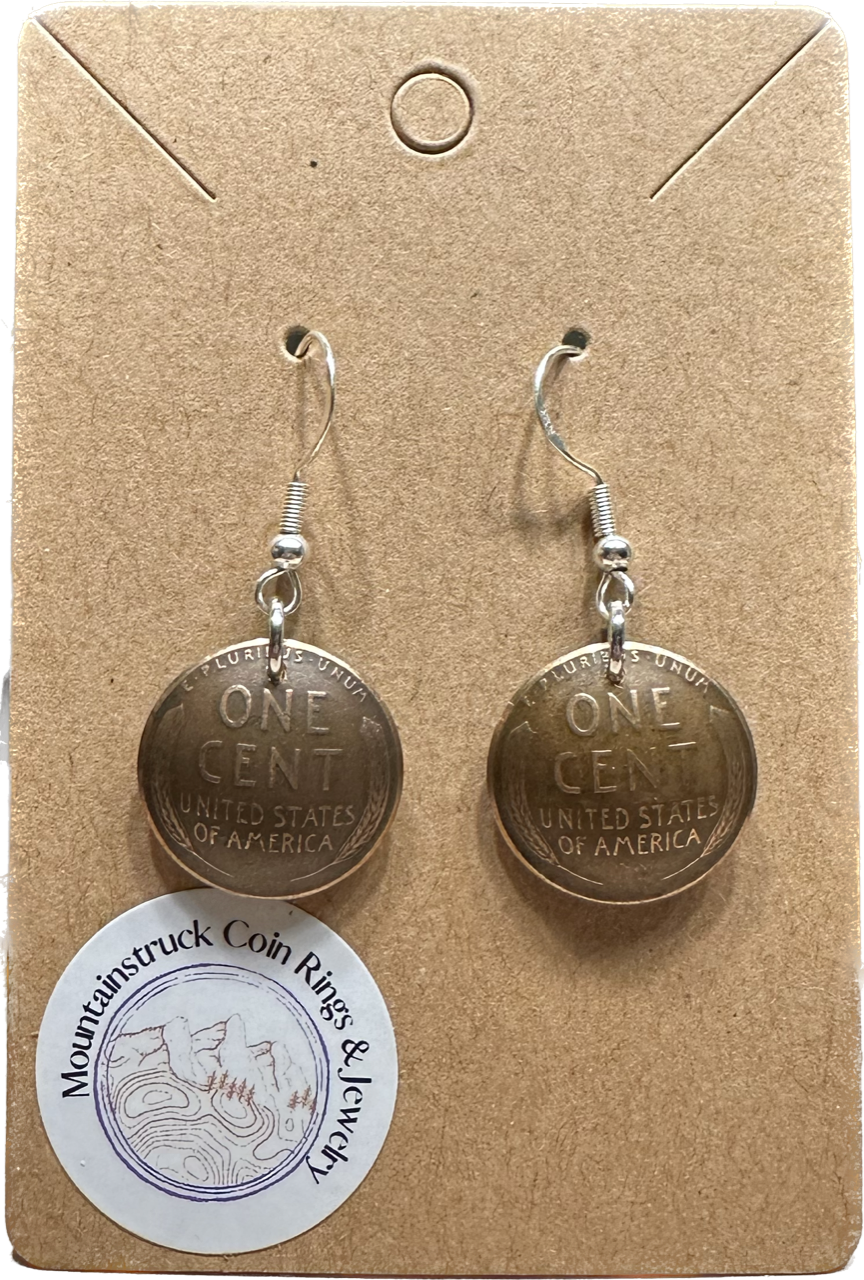 E·PLURIBUS·UNUM
ONE
CENT
UNITED STATES
OF AMERICA
E·PLURIBUS·UNUM
ONE
CENT
UNITED STATES
OF AMERICA
Mountainstruck Coin Rings & Jewelry